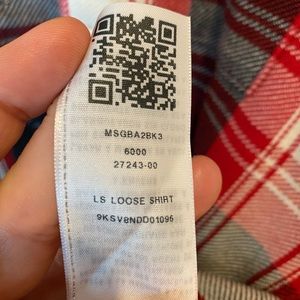 MSGBA2BK3
6000
27243-00
LS LOOSE SHIRT
9KSV8NDD01096